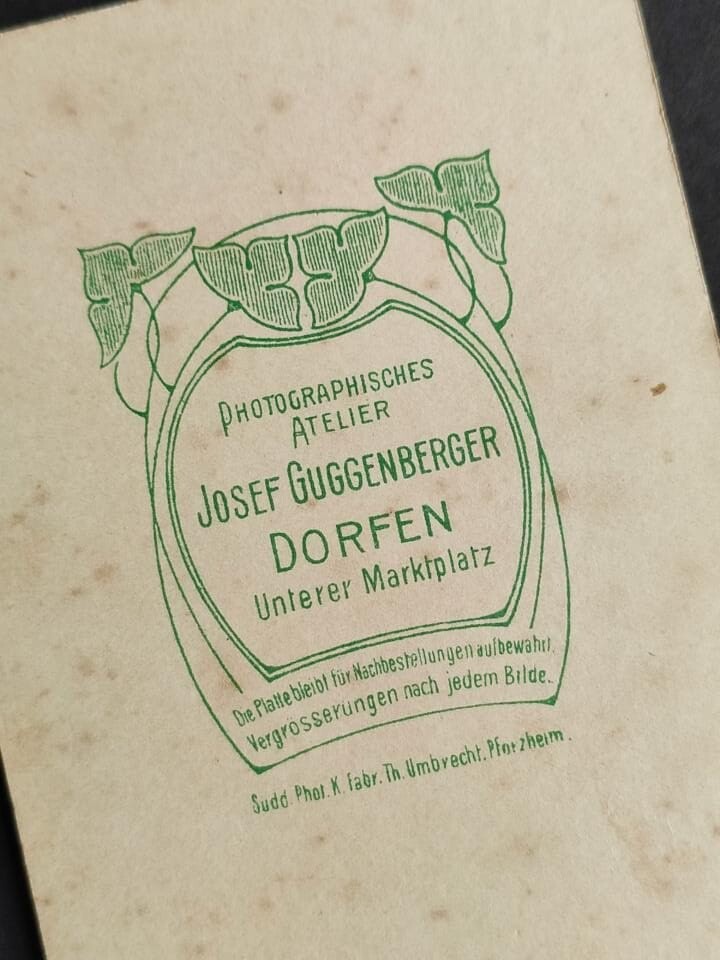 PHOTOGRAPHISCHES
ATELIER
JOSEF GUGGENBERGER
DORFEN
Unterer Marktplatz
Die Platte bleibt für Nachbestellungen aufbewahrt.
Vergrösserungen nach jedem Bilde.
Südd. Phot. K. Fabr. Th. Umbrecht. Pforzheim.